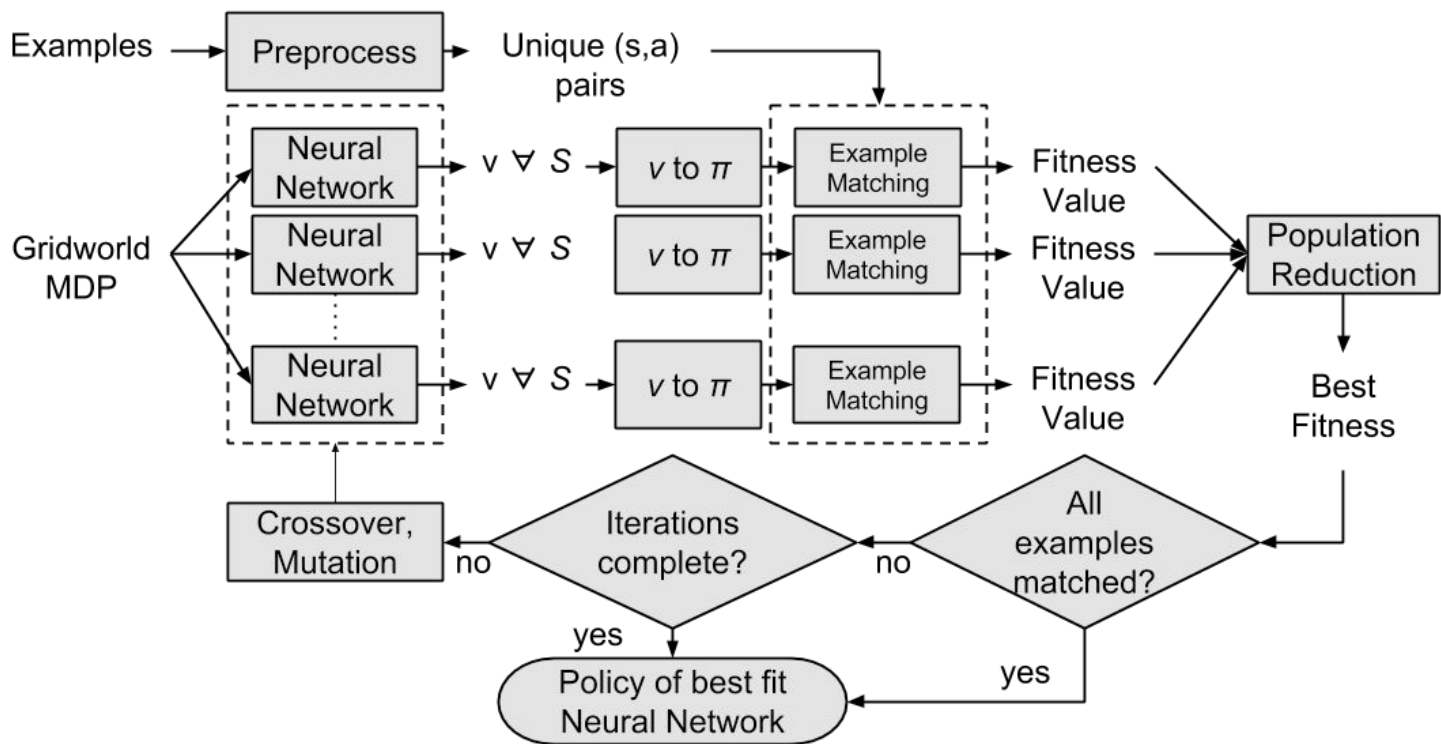 Examples
Preprocess
Unique (s,a)
pairs
Gridworld
MDP
Neural
Network
v ∀ S
v to π
Example
Matching
Fitness
Value
Neural
Network
v ∀ S
v to π
Example
Matching
Fitness
Value
Neural
Network
v ∀ S
v to π
Example
Matching
Fitness
Value
Population
Reduction
Best
Fitness
All
examples
matched?
no
yes
Iterations
complete?
no
yes
Crossover,
Mutation
Policy of best fit
Neural Network